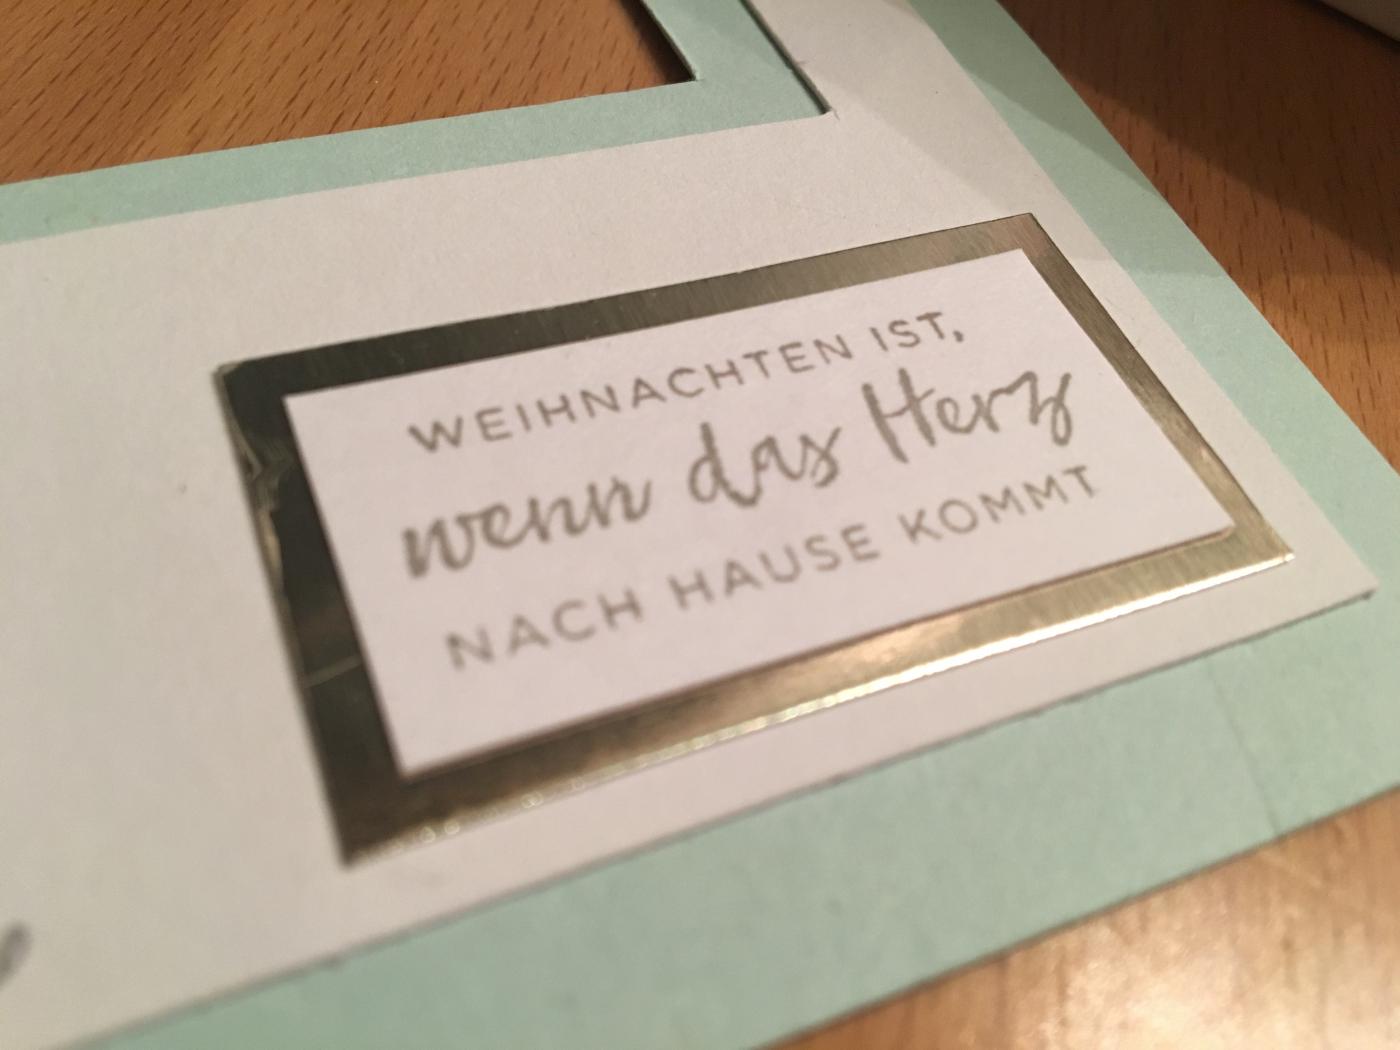 WEIHNACHTEN IST,
wenn das Herz
NACH HAUSE KOMMT